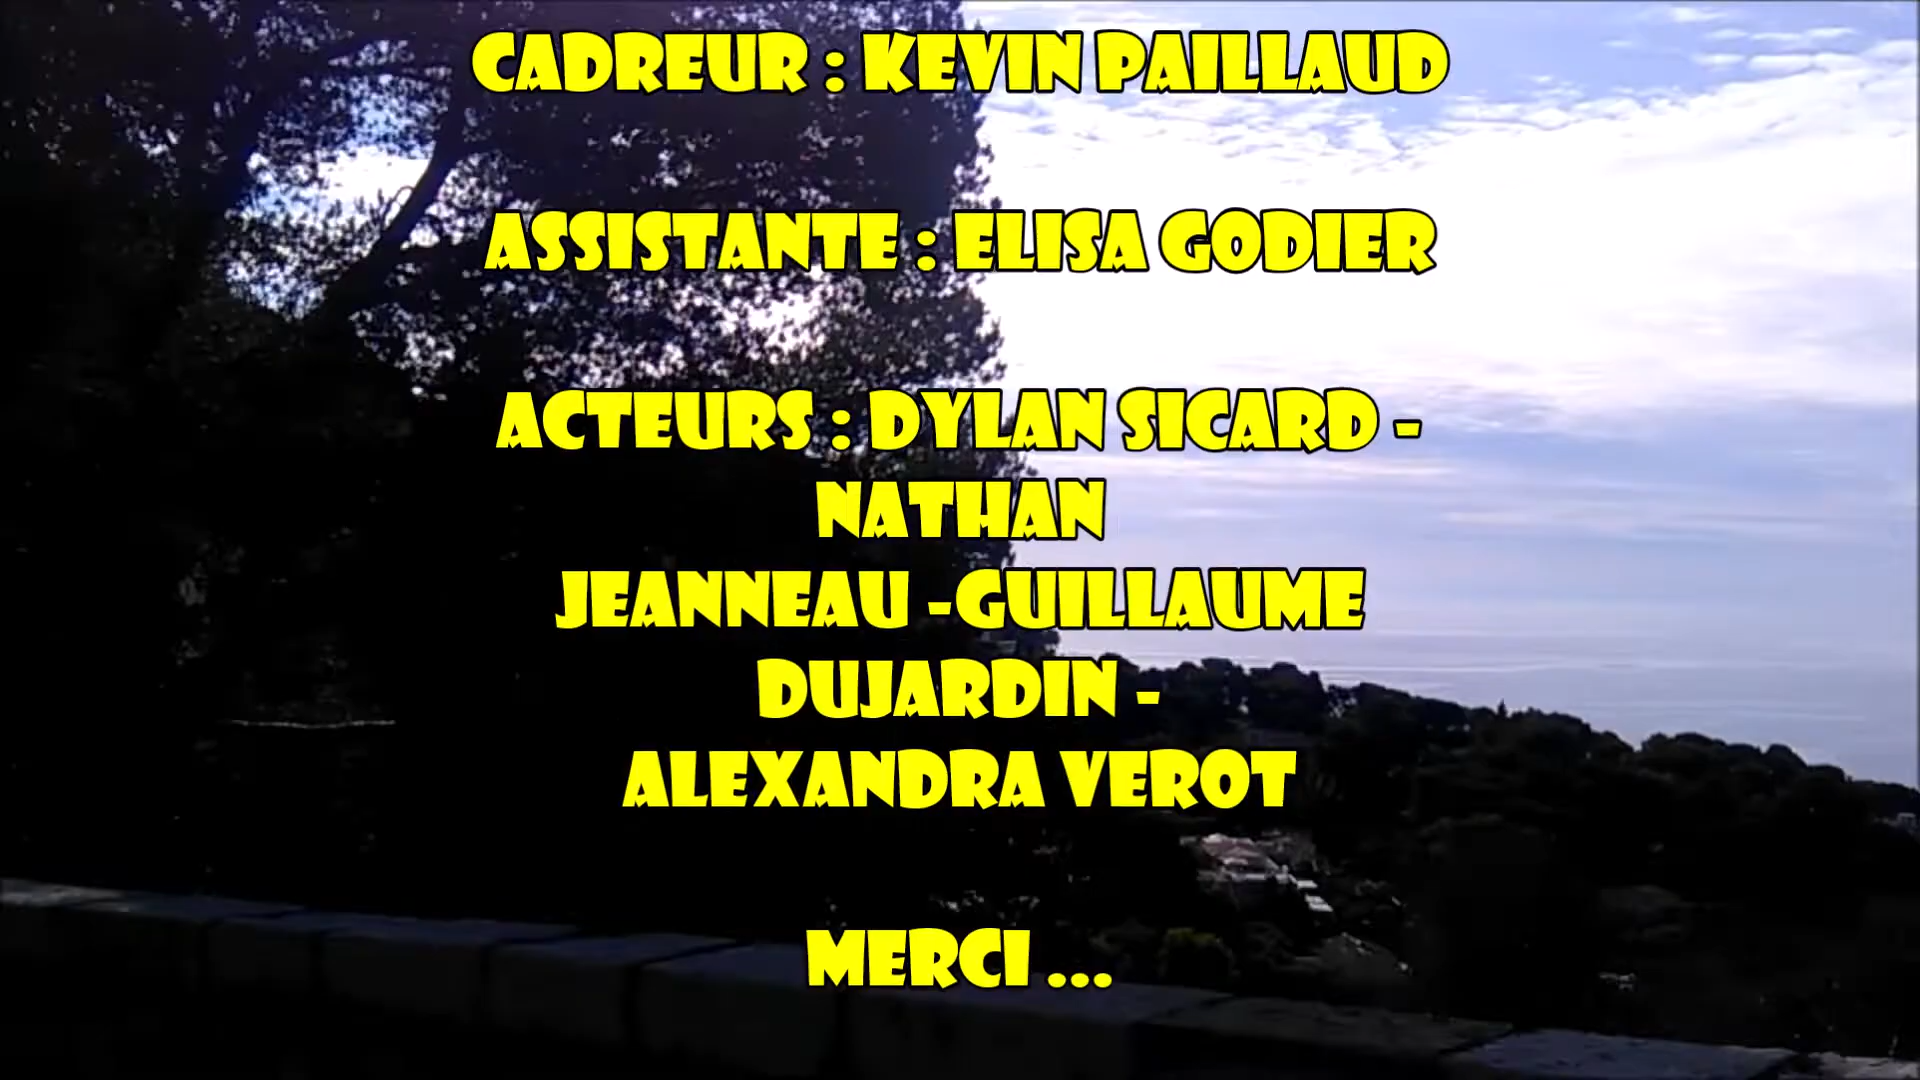 CADREUR : KEVIN PAILLAUD
ASSISTANTE : ELISA GODIER
ACTEURS : DYLAN SICARD -
NATHAN
JEANNEAU -GUILLAUME
DUJARDIN -
ALEXANDRA VEROT
MERCI ...